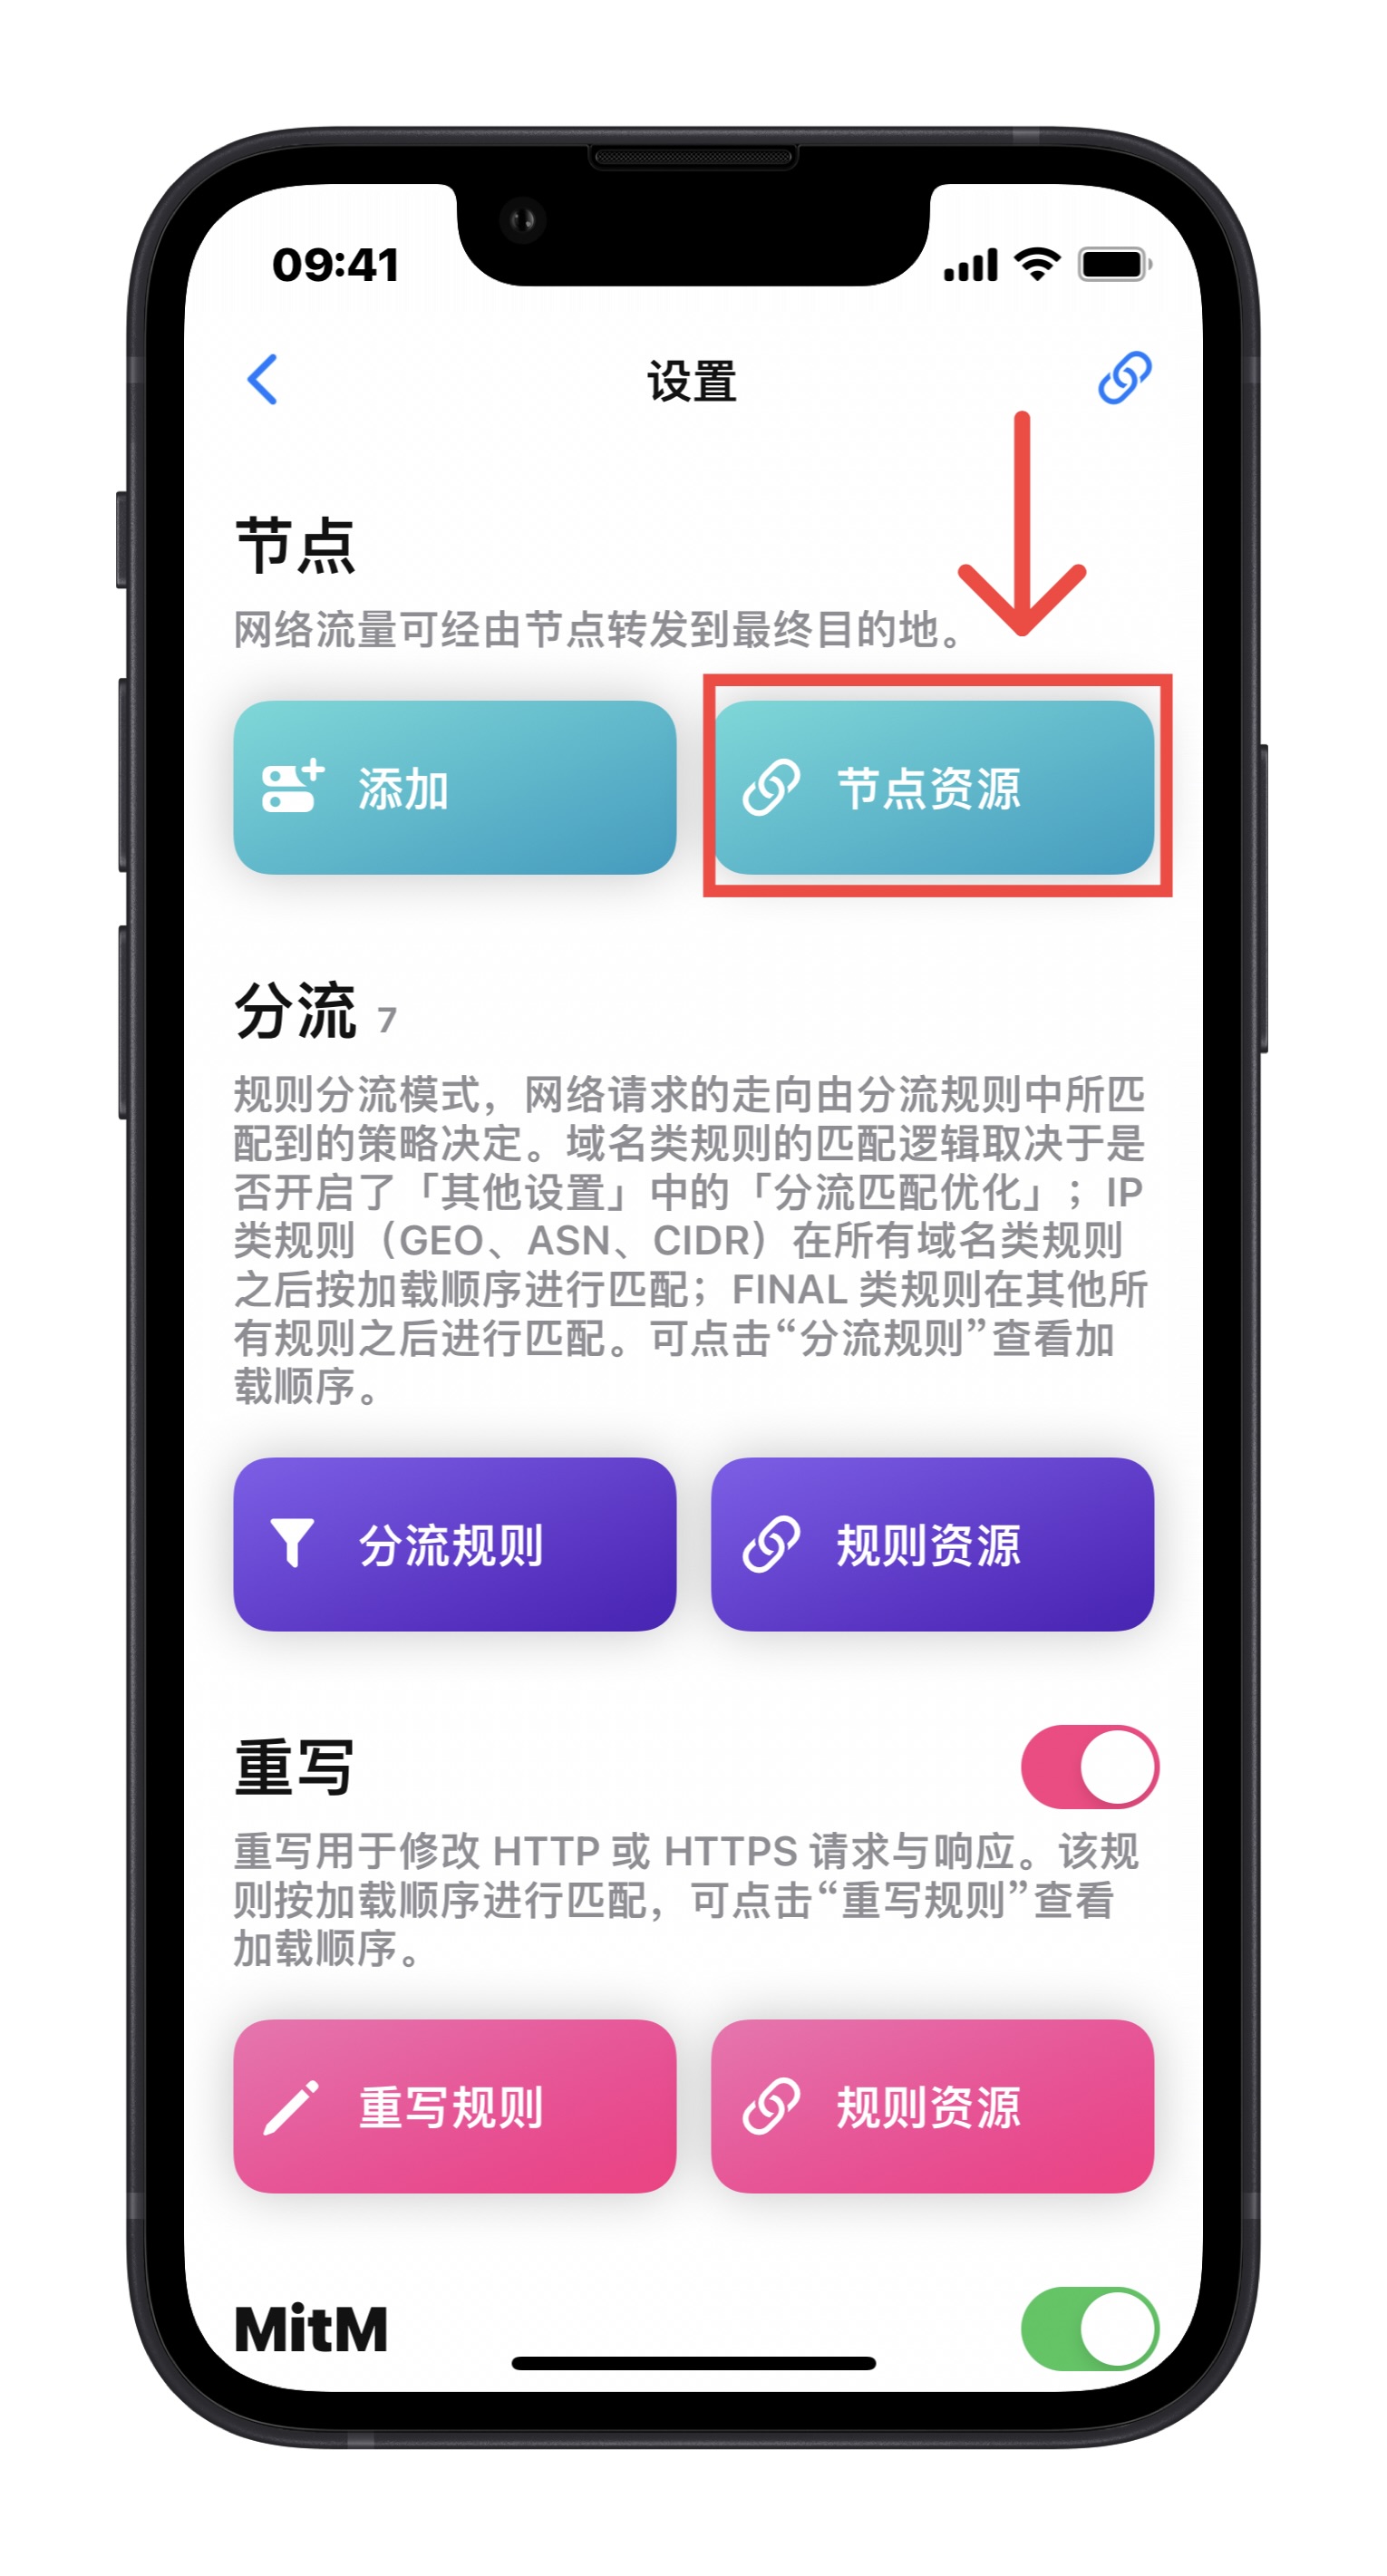 09:41
设置
节点
网络流量可经由节点转发到最终目的地。
添加
节点资源
分流 7
规则分流模式，网络请求的走向由分流规则中所匹
配到的策略决定。域名类规则的匹配逻辑取决于是
否开启了「其他设置」中的「分流匹配优化」；IP
类规则（GEO、ASN、CIDR）在所有域名类规则
之后按加载顺序进行匹配；FINAL 类规则在其他所
有规则之后进行匹配。可点击“分流规则”查看加
载顺序。
分流规则
规则资源
重写
重写用于修改 HTTP 或 HTTPS 请求与响应。该规
则按加载顺序进行匹配，可点击“重写规则”查看
加载顺序。
重写规则
规则资源
MitM